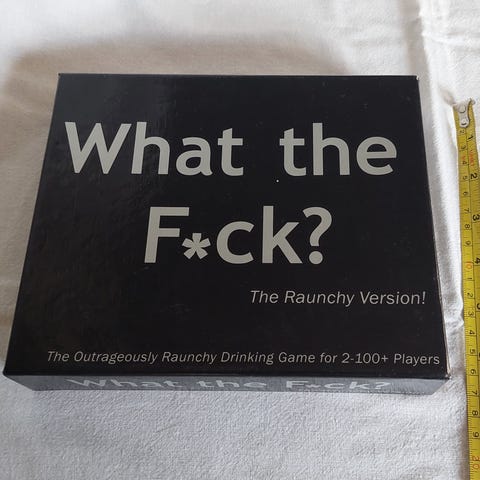 What the
F*ck?
The Raunchy Version!
The Outrageously Raunchy Drinking Game for 2-100+ Players
What the F*ck?